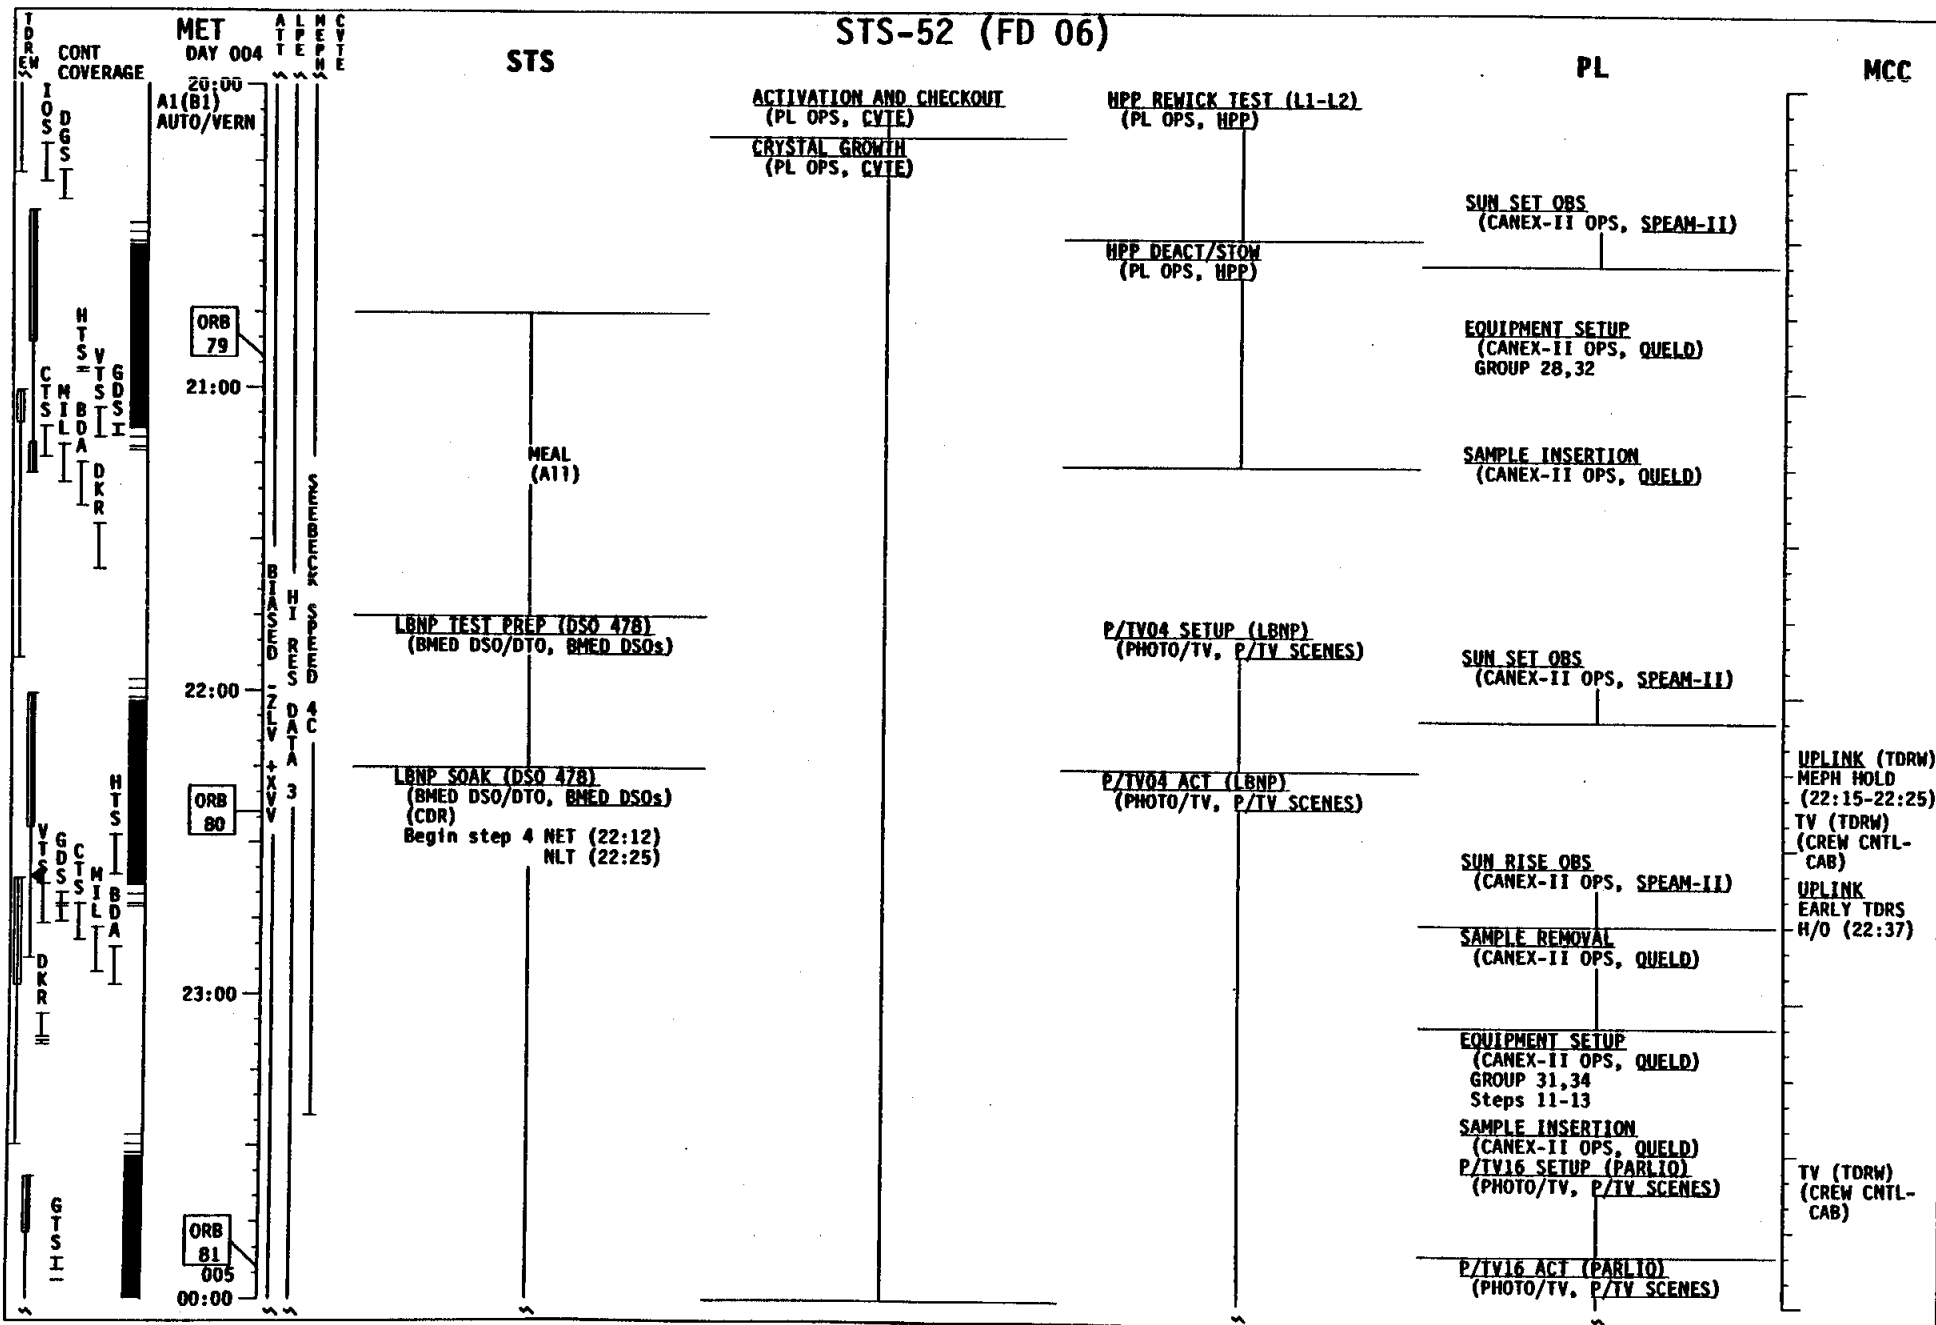 STS-52 (FD 06)
TDRE
W
CONT
COVERAGE
MET
DAY 004
ATT
LPE
MEPH
CVTE
STS
PL
MCC
20:00
A1(B1)
AUTO/VERN
IOS
DGS
ORB
79
HTS
VTS
GDS
CTS
MIL
BDA
DKR
21:00
22:00
ORB
80
HTS
VTS
GDS
CTS
MIL
BDA
DKR
23:00
GTS
ORB
81
005
00:00
BIASED -ZLV +XVV
HI RES DATA 3
SEEBECK SPEED 4C
MEAL
(All)
LBNP TEST PREP (DSO 478)
(BMED DSO/DTO, BMED DSOs)
LBNP SOAK (DSO 478)
(BMED DSO/DTO, BMED DSOs)
(CDR)
Begin step 4 NET (22:12)
NLT (22:25)
ACTIVATION AND CHECKOUT
(PL OPS, CVTE)
CRYSTAL GROWTH
(PL OPS, CVTE)
HPP REWICK TEST (L1-L2)
(PL OPS, HPP)
HPP DEACT/STOW
(PL OPS, HPP)
P/TV04 SETUP (LBNP)
(PHOTO/TV, P/TV SCENES)
P/TV04 ACT (LBNP)
(PHOTO/TV, P/TV SCENES)
SUN SET OBS
(CANEX-II OPS, SPEAM-II)
EQUIPMENT SETUP
(CANEX-II OPS, QUELD)
GROUP 28,32
SAMPLE INSERTION
(CANEX-II OPS, QUELD)
SUN SET OBS
(CANEX-II OPS, SPEAM-II)
SUN RISE OBS
(CANEX-II OPS, SPEAM-II)
SAMPLE REMOVAL
(CANEX-II OPS, QUELD)
EQUIPMENT SETUP
(CANEX-II OPS, QUELD)
GROUP 31,34
Steps 11-13
SAMPLE INSERTION
(CANEX-II OPS, QUELD)
P/TV16 SETUP (PARLIQ)
(PHOTO/TV, P/TV SCENES)
P/TV16 ACT (PARLIQ)
(PHOTO/TV, P/TV SCENES)
UPLINK (TDRW)
MEPH HOLD
(22:15-22:25)
TV (TDRW)
(CREW CNTL-
CAB)
UPLINK
EARLY TDRS
H/O (22:37)
TV (TDRW)
(CREW CNTL-
CAB)